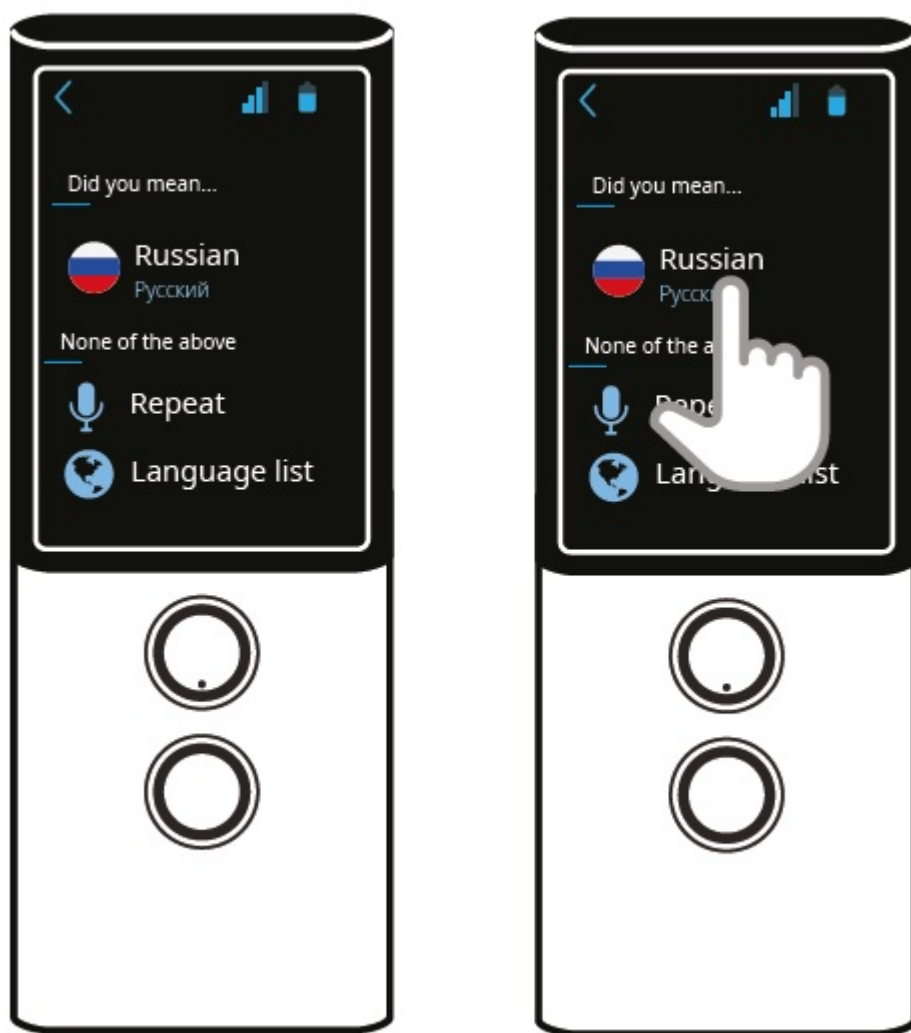 Did you mean...
Russian
Русский
None of the above
Repeat
Language list
Did you mean...
Russian
None of the